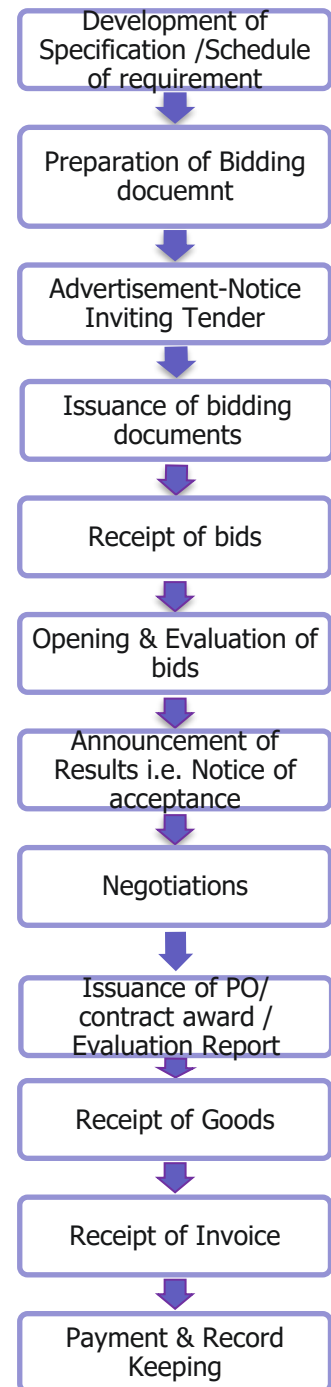 Development of
Specification /Schedule
of requirement
Preparation of Bidding
docuemnt
Advertisement-Notice
Inviting Tender
Issuance of bidding
documents
Receipt of bids
Opening & Evaluation of
bids
Announcement of
Results i.e. Notice of
acceptance
Negotiations
Issuance of PO/
contract award /
Evaluation Report
Receipt of Goods
Receipt of Invoice
Payment & Record
Keeping